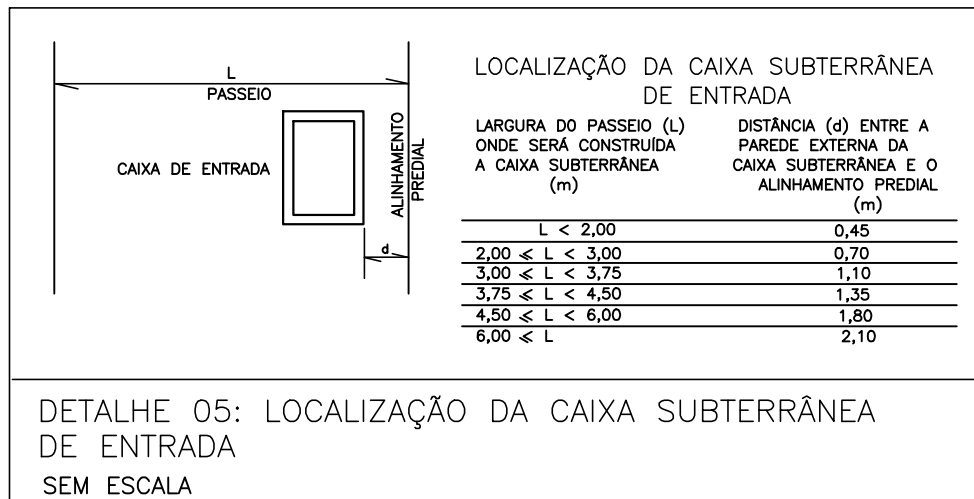 L
PASSEIO
CAIXA DE ENTRADA
ALINHAMENTO
PREDIAL
d
LOCALIZAÇÃO DA CAIXA SUBTERRÂNEA
DE ENTRADA
LARGURA DO PASSEIO (L)
ONDE SERÁ CONSTRUÍDA
A CAIXA SUBTERRÂNEA
(m)
DISTÂNCIA (d) ENTRE A
PAREDE EXTERNA DA
CAIXA SUBTERRÂNEA E O
ALINHAMENTO PREDIAL
(m)
L < 2,00 0,45
2,00 ⩽ L < 3,00 0,70
3,00 ⩽ L < 3,75 1,10
3,75 ⩽ L < 4,50 1,35
4,50 ⩽ L < 6,00 1,80
6,00 ⩽ L 2,10
DETALHE 05: LOCALIZAÇÃO DA CAIXA SUBTERRÂNEA
DE ENTRADA
SEM ESCALA